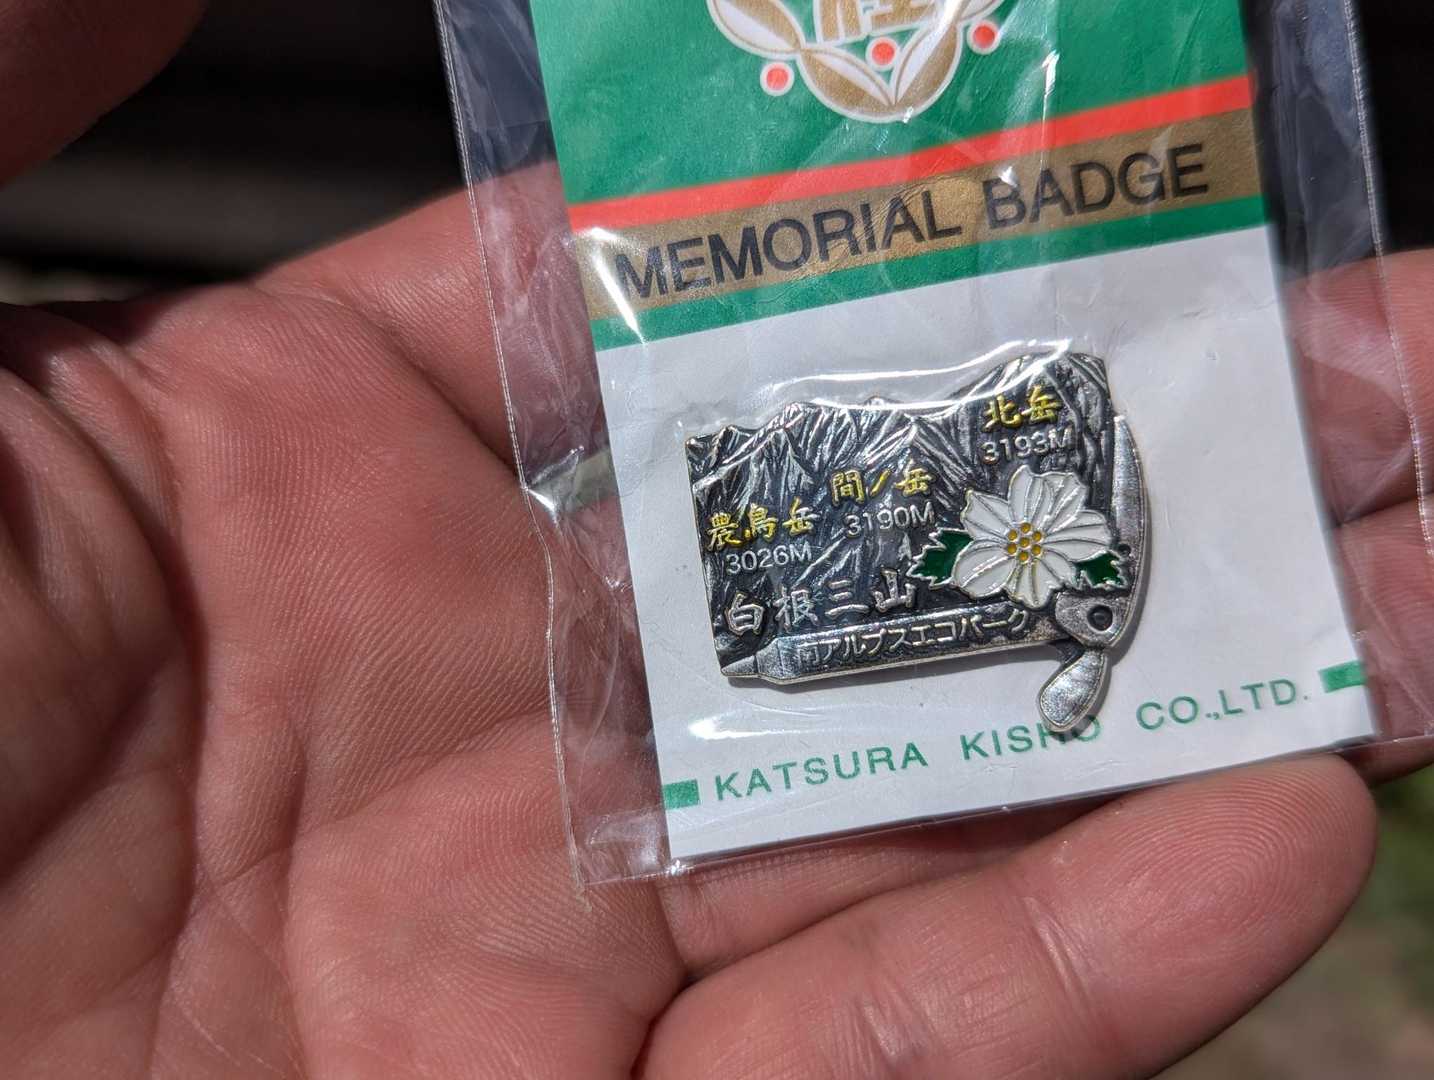 MEMORIAL BADGE
北岳
3193M
間ノ岳
3190M
農鳥岳
3026M
白根三山
南アルプスエコパーク
KATSURA KISHO CO.,LTD.